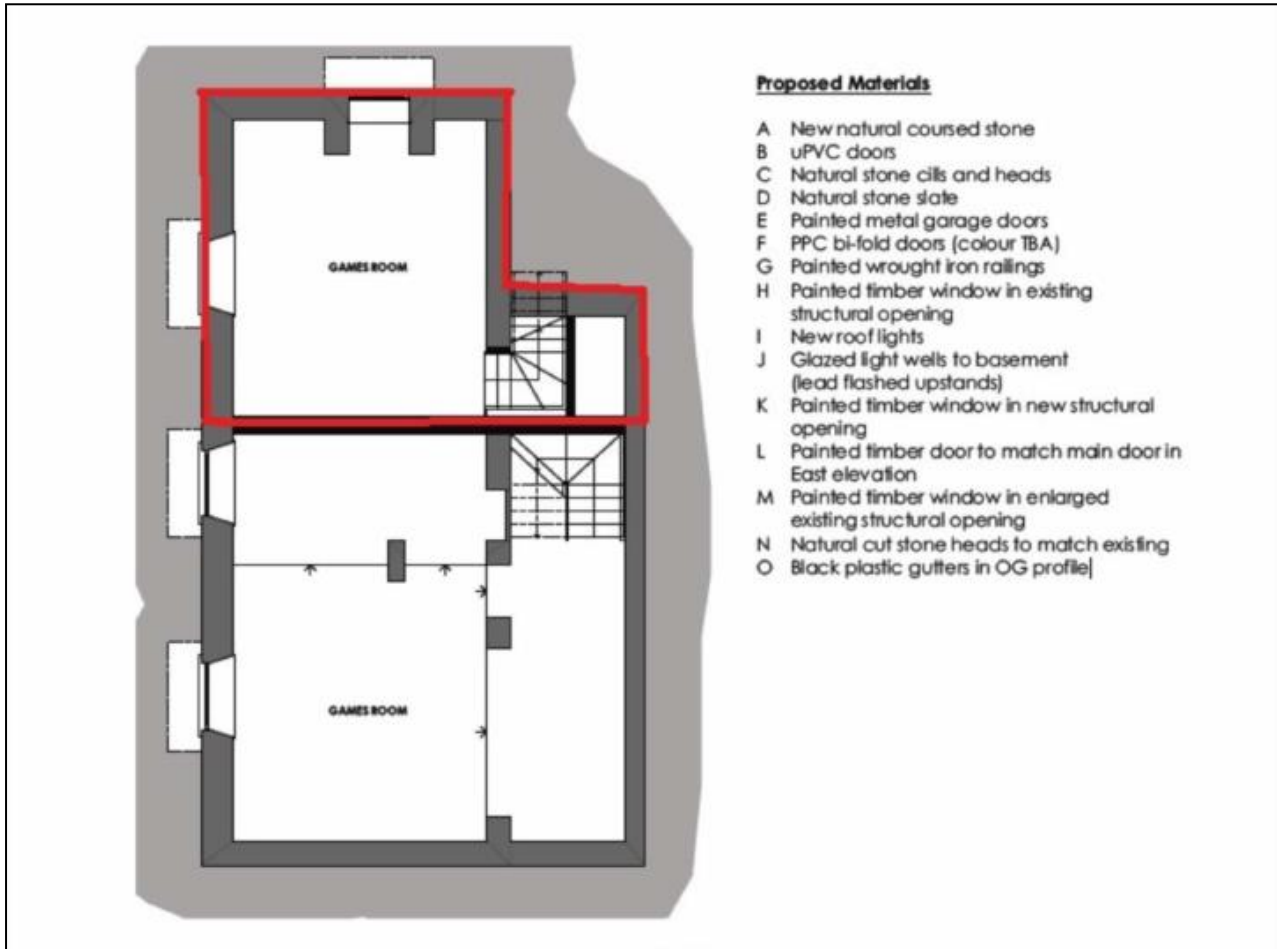 Proposed Materials
A New natural coursed stone
B uPVC doors
C Natural stone cills and heads
D Natural stone slate
E Painted metal garage doors
F PPC bi-fold doors (colour TBA)
G Painted wrought iron railings
H Painted timber window in existing
structural opening
I New roof lights
J Glazed light wells to basement
(lead flashed upstands)
K Painted timber window in new structural
opening
L Painted timber door to match main door in
East elevation
M Painted timber window in enlarged
existing structural opening
N Natural cut stone heads to match existing
O Black plastic gutters in OG profile
GAMES ROOM
GAMES ROOM